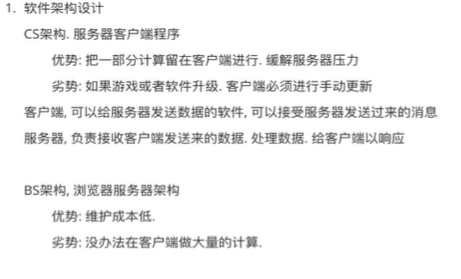 1. 软件架构设计
CS架构. 服务器客户端程序
优势: 把一部分计算留在客户端进行. 缓解服务器压力
劣势: 如果游戏或者软件升级. 客户端必须进行手动更新
客户端, 可以给服务器发送数据的软件, 可以接受服务器发送过来的消息
服务器, 负责接收客户端发送来的数据. 处理数据. 给客户端以响应
BS架构, 浏览器服务器架构
优势: 维护成本低.
劣势: 没办法在客户端做大量的计算.